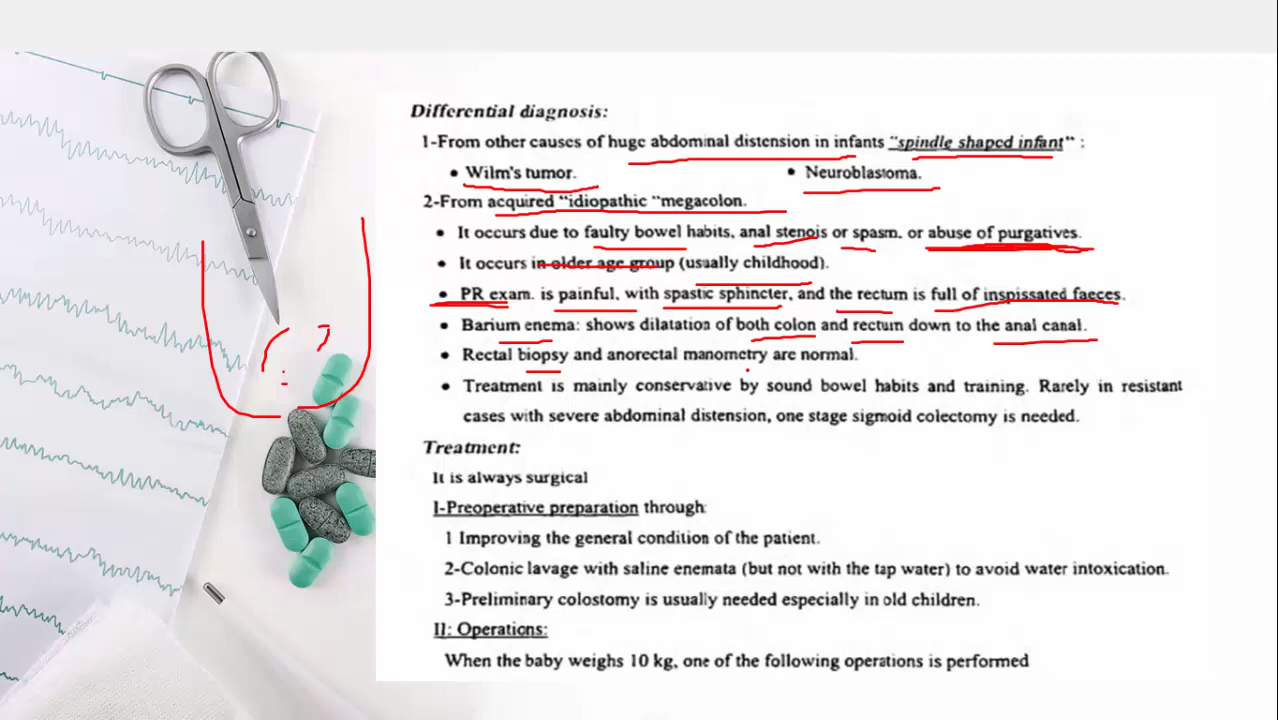 Differential diagnosis:
1-From other causes of huge abdominal distension in infants "spindle shaped infant" :
• Wilm's tumor. • Neuroblastoma.
2-From acquired "idiopathic "megacolon.
• It occurs due to faulty bowel habits, anal stenois or spasm, or abuse of purgatives.
• It occurs in older age group (usually childhood).
• PR exam. is painful, with spastic sphincter, and the rectum is full of inspissated faeces.
• Barium enema: shows dilatation of both colon and rectum down to the anal canal.
• Rectal biopsy and anorectal manometry are normal.
• Treatment is mainly conservative by sound bowel habits and training. Rarely in resistant
cases with severe abdominal distension, one stage sigmoid colectomy is needed.
Treatment:
It is always surgical
I-Preoperative preparation through:
1 Improving the general condition of the patient.
2-Colonic lavage with saline enemata (but not with the tap water) to avoid water intoxication.
3-Preliminary colostomy is usually needed especially in old children.
II: Operations:
When the baby weighs 10 kg, one of the following operations is performed